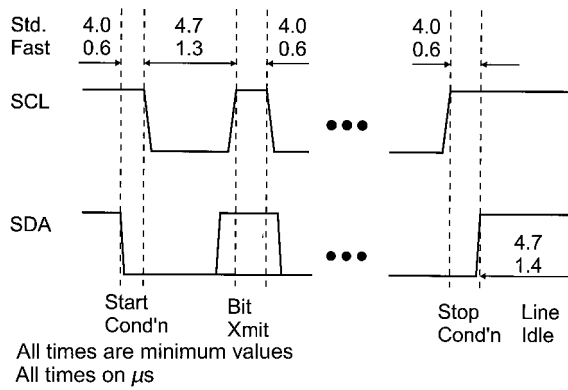 Std. 4.0 4.7 4.0 4.0
Fast 0.6 1.3 0.6 0.6
SCL
SDA
4.7
1.4
Start Bit Stop Line
Cond'n Xmit Cond'n Idle
All times are minimum values
All times on μs